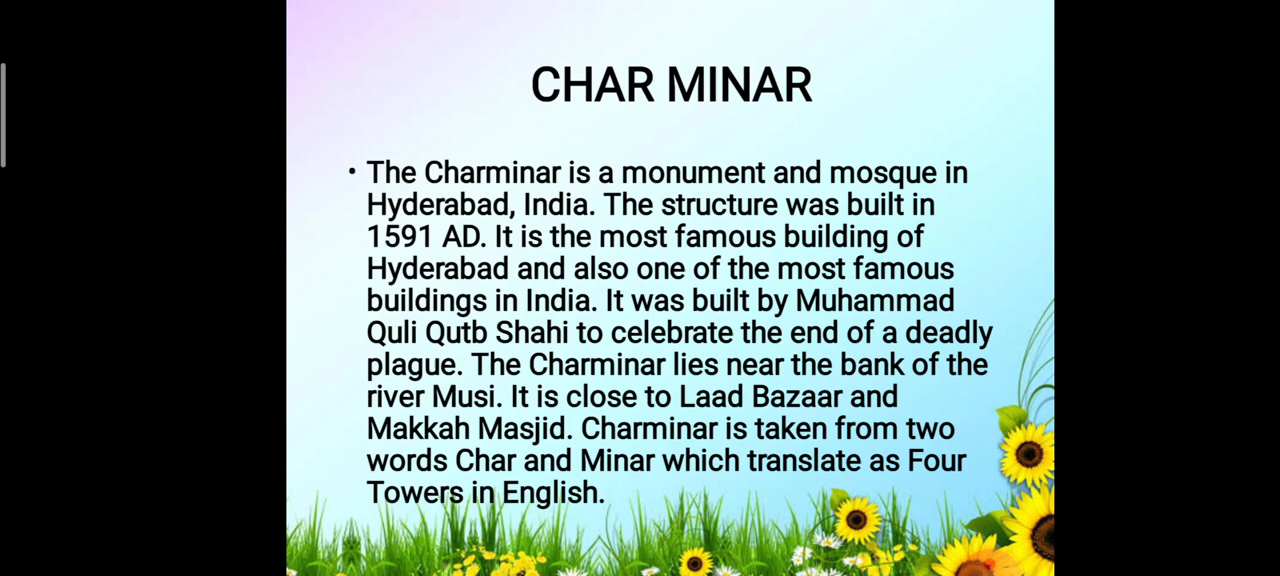 CHAR MINAR
• The Charminar is a monument and mosque in
Hyderabad, India. The structure was built in
1591 AD. It is the most famous building of
Hyderabad and also one of the most famous
buildings in India. It was built by Muhammad
Quli Qutb Shahi to celebrate the end of a deadly
plague. The Charminar lies near the bank of the
river Musi. It is close to Laad Bazaar and
Makkah Masjid. Charminar is taken from two
words Char and Minar which translate as Four
Towers in English.